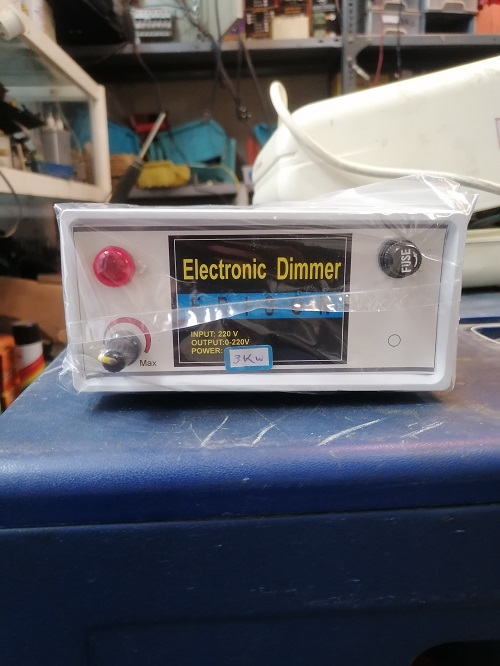 Electronic Dimmer
INPUT: 220 V
OUTPUT:0-220V
POWER: 3Kw
Max
FUSE